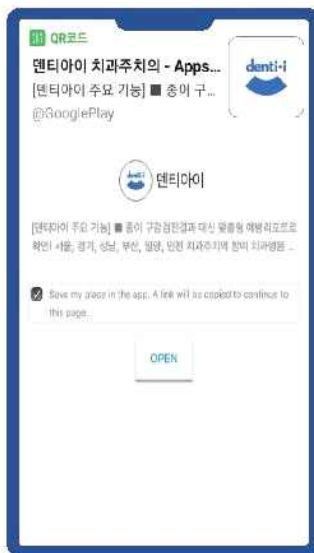 QR코드
덴티아이 치과주치의 - Apps...
[덴티아이 주요 기능] ■ 종이 구...
@GooglePlay
denti-i
덴티아이
[덴티아이 주요 기능] ■ 종이 구강검진결과 대신 맞춤형 예방리포트로
확인! 서울, 경기, 성남, 부산, 밀양, 인천 치과주치의 참여 치과병원 ...
Save my place in the app. A link will be copied to continue to
this page.
OPEN